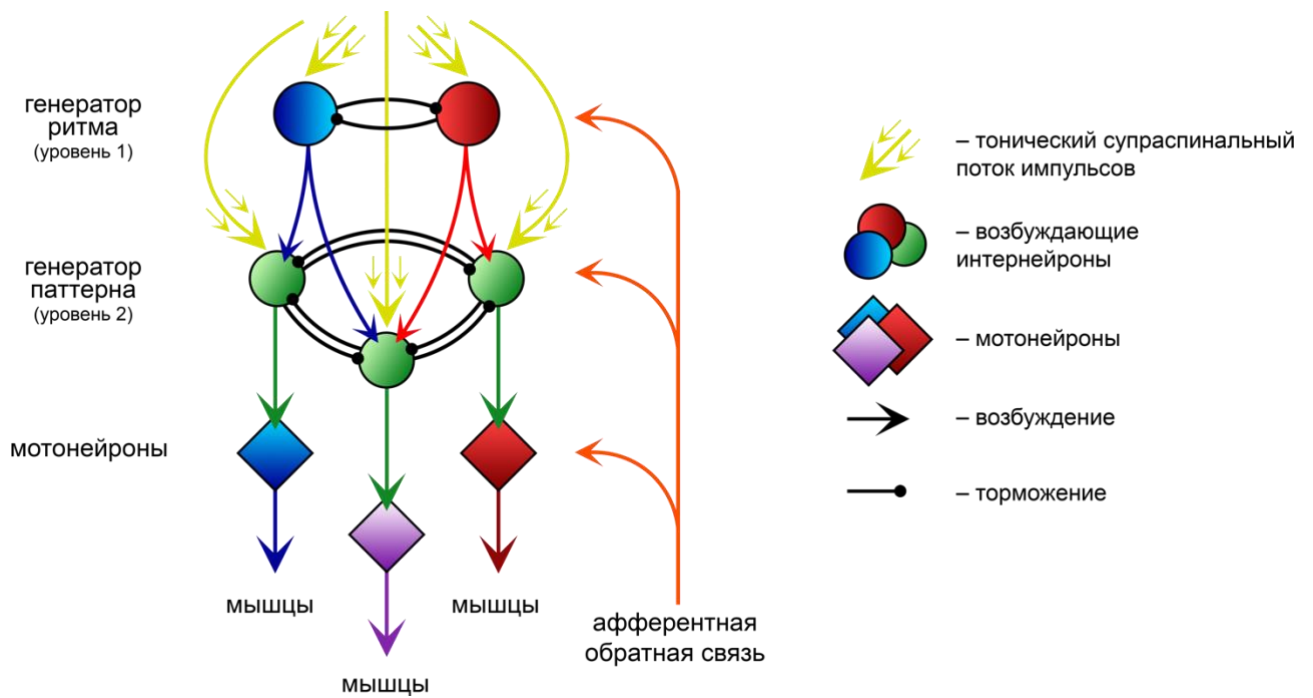 генератор
ритма
(уровень 1)
генератор
паттерна
(уровень 2)
мотонейроны
мышцы
мышцы
мышцы
афферентная
обратная связь
– тонический супраспинальный
поток импульсов
– возбуждающие
интернейроны
– мотонейроны
– возбуждение
– торможение